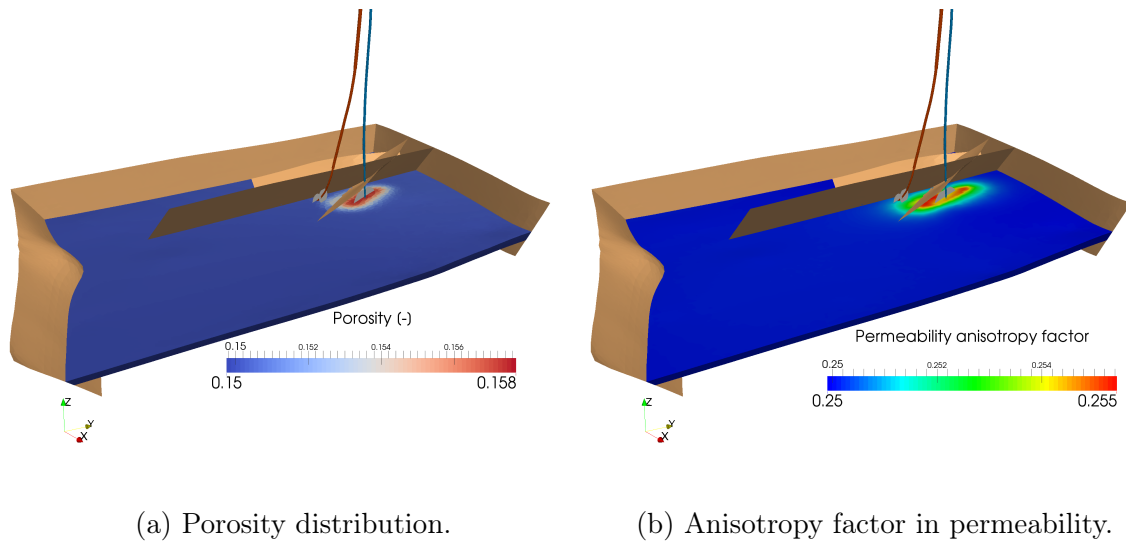 Porosity (-)
0.15 0.152 0.154 0.156
0.15 0.158
Z
Y
X
(a) Porosity distribution.
Permeability anisotropy factor
0.25 0.252 0.254
0.25 0.255
Z
Y
X
(b) Anisotropy factor in permeability.